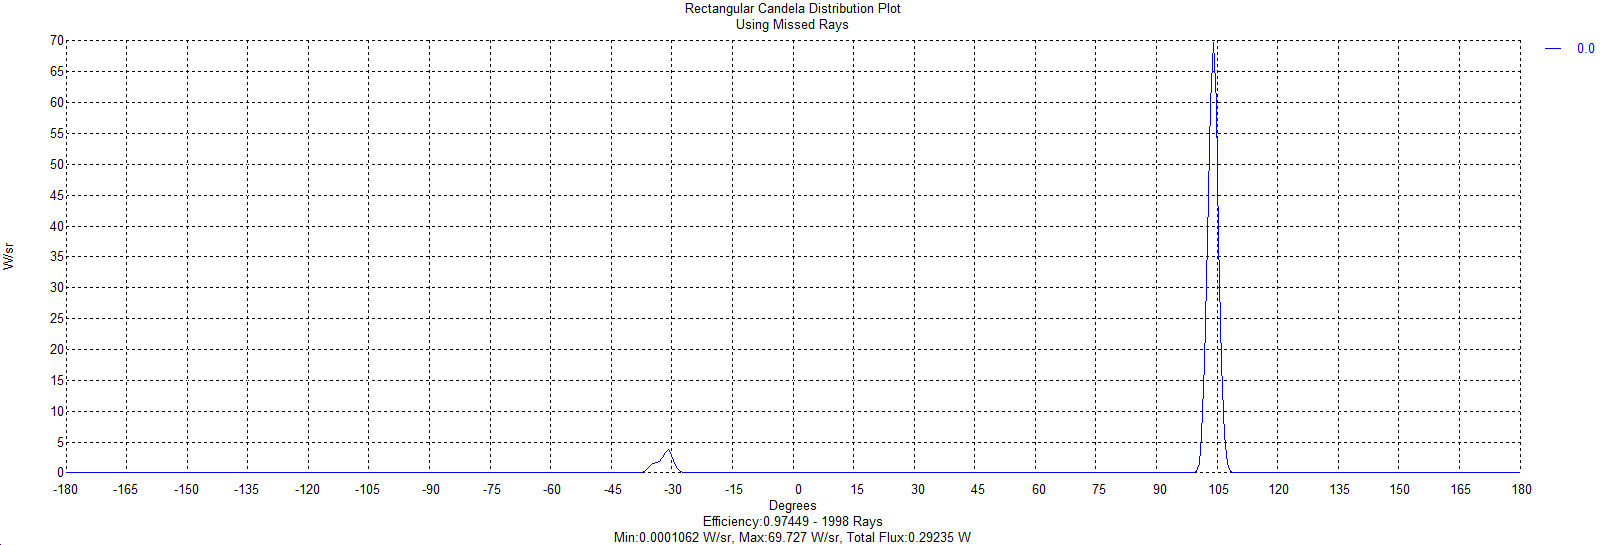 Rectangular Candela Distribution Plot
Using Missed Rays
0.0
70
65
60
55
50
45
40
35
30
25
20
15
10
5
0
W/sr
-180 -165 -150 -135 -120 -105 -90 -75 -60 -45 -30 -15 0 15 30 45 60 75 90 105 120 135 150 165 180
Degrees
Efficiency:0.97449 - 1998 Rays
Min:0.0001062 W/sr, Max:69.727 W/sr, Total Flux:0.29235 W